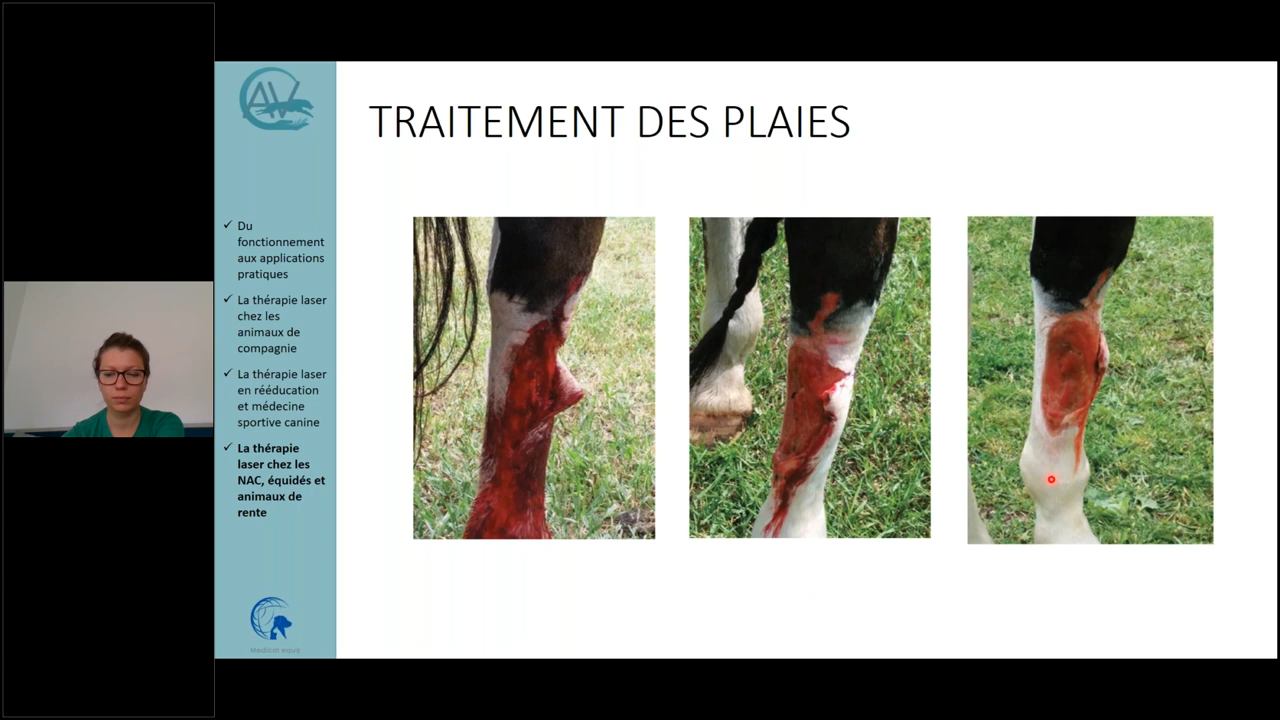 AV
TRAITEMENT DES PLAIES
✓ Du
fonctionnement
aux applications
pratiques
✓ La thérapie laser
chez les
animaux de
compagnie
✓ La thérapie laser
en rééducation
et médecine
sportive canine
✓ La thérapie
laser chez les
NAC, équidés et
animaux de
rente
Medicat equa